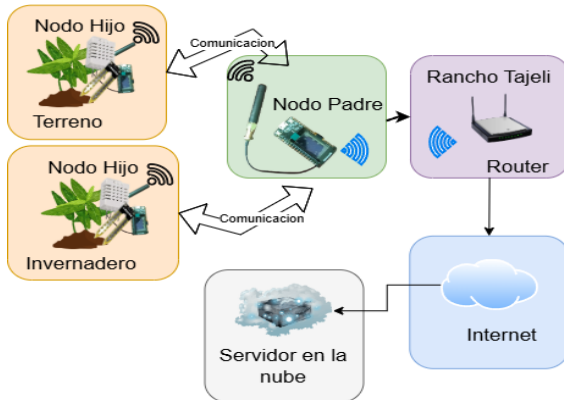 Nodo Hijo
Terreno
Comunicacion
Nodo Padre
Rancho Tajeli
Router
Nodo Hijo
Invernadero
Comunicacion
Internet
Servidor en la
nube